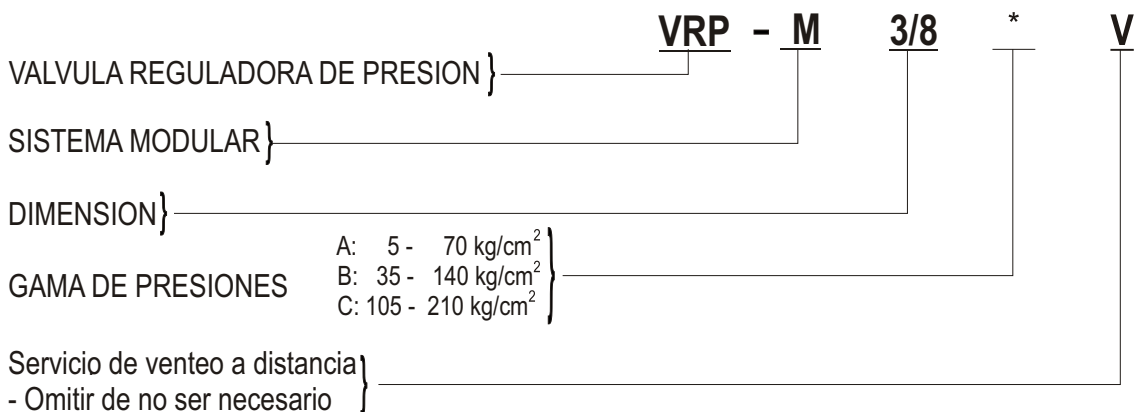 VRP - M 3/8 * V
VALVULA REGULADORA DE PRESION }
SISTEMA MODULAR }
DIMENSION }
GAMA DE PRESIONES
A: 5 - 70 kg/cm²
B: 35 - 140 kg/cm²
C: 105 - 210 kg/cm²
Servicio de venteo a distancia
- Omitir de no ser necesario